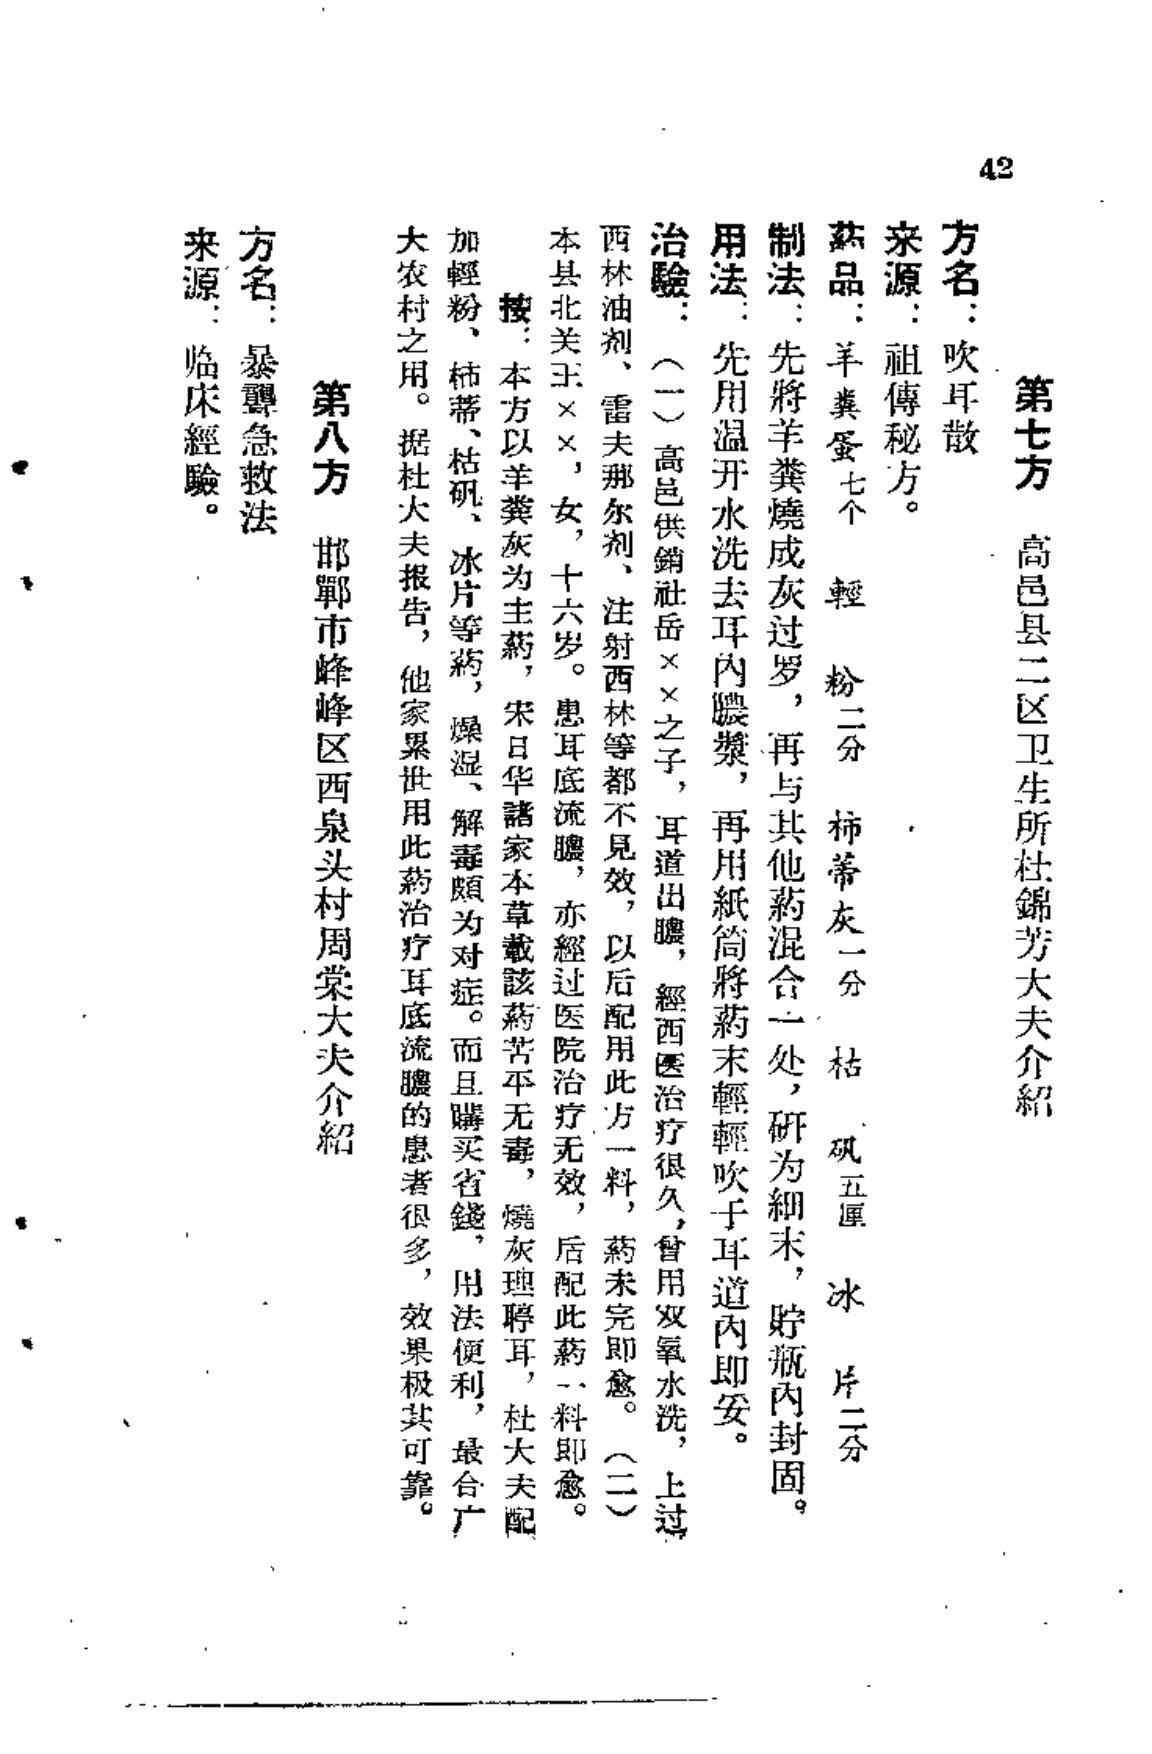 42
第七方　高邑县二区卫生所杜錦芳大夫介紹
方名：吹耳散
来源：祖傳秘方。
葯品：羊糞蛋七个　輕粉二分　柿蒂灰一分　枯矾五厘　冰片二分
制法：先將羊糞燒成灰过罗，再与其他葯混合一处，硏为細末，貯瓶內封固。
用法：先用温开水洗去耳內膿漿，再用紙筒將葯末輕輕吹于耳道內即安。
治驗：（一）高邑供銷社岳××之子，耳道出膿，經西医治疗很久，曾用双氧水洗，上过
西林油剂、雷夫那尔剂、注射西林等都不見效，以后配用此方一料，葯未完即愈。（二）
本县北关王××，女，十六岁。患耳底流膿，亦經过医院治疗无效，后配此葯一料即愈。
按：本方以羊糞灰为主葯，宋日华諸家本草載該葯苦平无毒，燒灰理聤耳，杜大夫配
加輕粉、柿蒂、枯矾、冰片等葯，燥湿、解毒頗为对症。而且購买省錢，用法便利，最合广
大农村之用。据杜大夫报告，他家累世用此葯治疗耳底流膿的患者很多，效果极其可靠。
第八方　邯鄲市峰峰区西泉头村周棠大夫介紹
方名：暴聾急救法
来源：临床經驗。